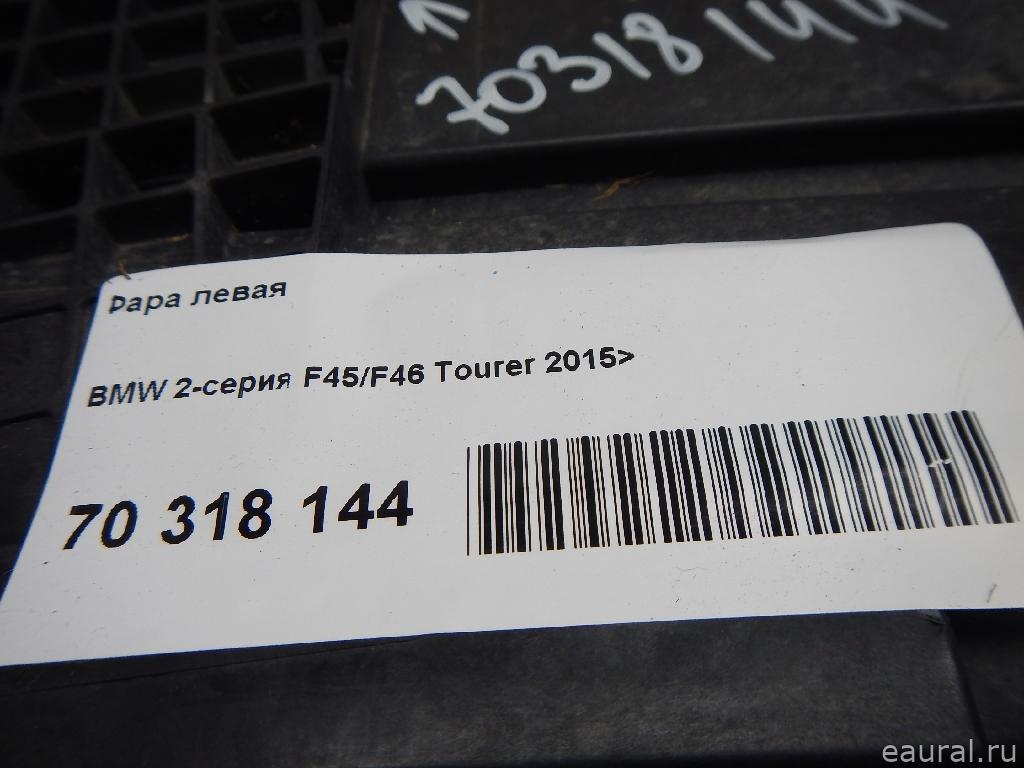 70318144
Фара левая
BMW 2-серия F45/F46 Tourer 2015>
70 318 144
eaural.ru